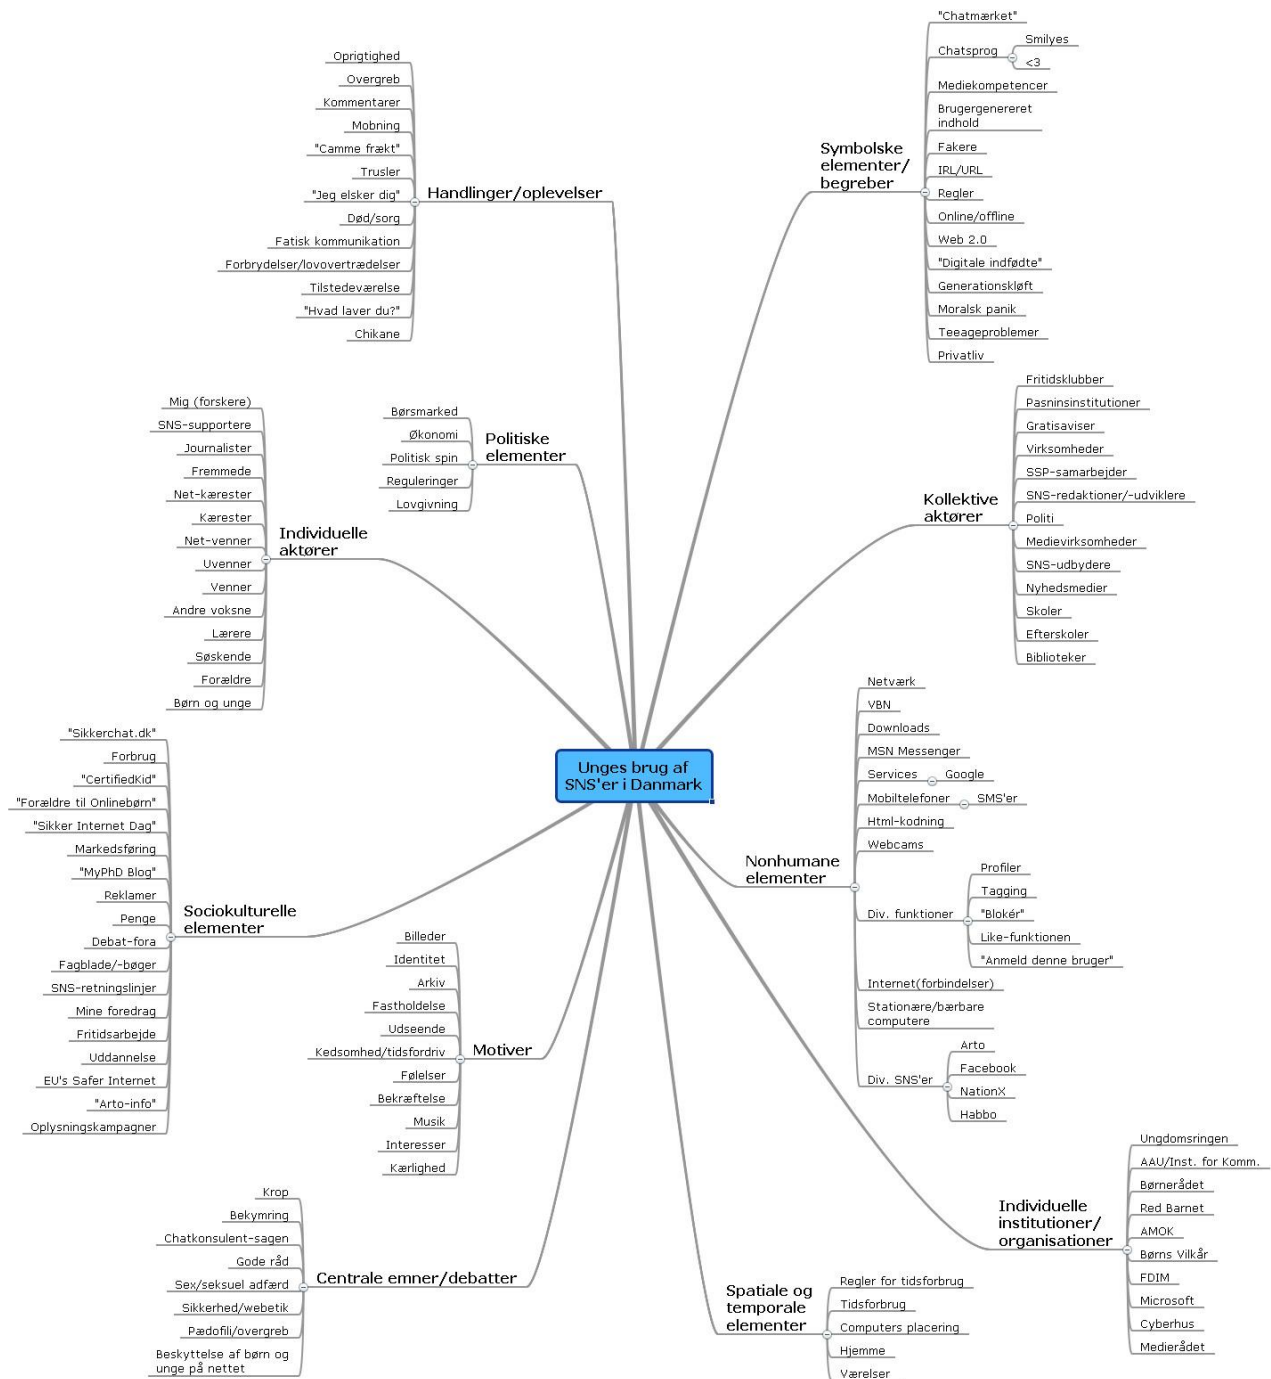 Unges brug af
SNS'er i Danmark
Handlinger/oplevelser
Oprigtighed
Overgreb
Kommentarer
Mobning
"Camme frækt"
Trusler
"Jeg elsker dig"
Død/sorg
Fatisk kommunikation
Forbrydelser/lovovertrædelser
Tilstedeværelse
"Hvad laver du?"
Chikane
Politiske
elementer
Børsmarked
Økonomi
Politisk spin
Reguleringer
Lovgivning
Individuelle
aktører
Mig (forskere)
SNS-supportere
Journalister
Fremmede
Net-kærester
Kærester
Net-venner
Uvenner
Venner
Andre voksne
Lærere
Søskende
Forældre
Børn og unge
Sociokulturelle
elementer
"Sikkerchat.dk"
Forbrug
"CertifiedKid"
"Forældre til Onlinebørn"
"Sikker Internet Dag"
Markedsføring
"MyPhD Blog"
Reklamer
Penge
Debat-fora
Fagblade/-bøger
SNS-retningslinjer
Mine foredrag
Fritidsarbejde
Uddannelse
EU's Safer Internet
"Arto-info"
Oplysningskampagner
Motiver
Billeder
Identitet
Arkiv
Fastholdelse
Udseende
Kedsomhed/tidsfordriv
Følelser
Bekræftelse
Musik
Interesser
Kærlighed
Centrale emner/debatter
Krop
Bekymring
Chatkonsulent-sagen
Gode råd
Sex/seksuel adfærd
Sikkerhed/webetik
Pædofili/overgreb
Beskyttelse af børn og
unge på nettet
Symbolske
elementer/
begreber
"Chatmærket"
Chatsprog
Smilyes
<3
Mediekompetencer
Brugergenereret
indhold
Fakere
IRL/URL
Regler
Online/offline
Web 2.0
"Digitale indfødte"
Generationskløft
Moralsk panik
Teeageproblemer
Privatliv
Kollektive
aktører
Fritidsklubber
Pasninsinstitutioner
Gratisaviser
Virksomheder
SSP-samarbejder
SNS-redaktioner/-udviklere
Politi
Medievirksomheder
SNS-udbydere
Nyhedsmedier
Skoler
Efterskoler
Biblioteker
Nonhumane
elementer
Netværk
VBN
Downloads
MSN Messenger
Services
Google
Mobiltelefoner
SMS'er
Html-kodning
Webcams
Div. funktioner
Profiler
Tagging
"Blokér"
Like-funktionen
"Anmeld denne bruger"
Internet(forbindelser)
Stationære/bærbare
computere
Div. SNS'er
Arto
Facebook
NationX
Habbo
Individuelle
institutioner/
organisationer
Ungdomsringen
AAU/Inst. for Komm.
Børnerådet
Red Barnet
AMOK
Børns Vilkår
FDIM
Microsoft
Cyberhus
Medierådet
Spatiale og
temporale
elementer
Regler for tidsforbrug
Tidsforbrug
Computers placering
Hjemme
Værelser